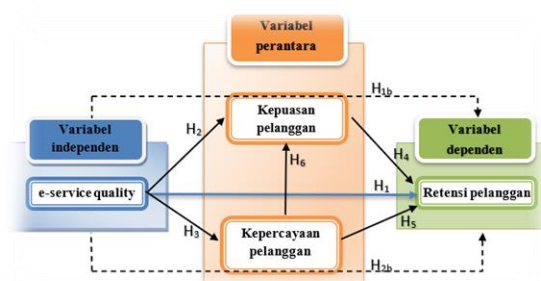 Variabel
perantara
H1b
Variabel
independen
H2
Kepuasan
pelanggan
Variabel
dependen
H4
H6
e-service quality
H1
Retensi pelanggan
H3
Kepercayaan
pelanggan
H5
H2b